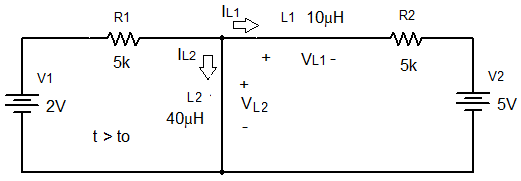 IL1
R1
L1 10µH
R2
5k
IL2
+ VL1 -
5k
V1
2V
L2
40µH
+
VL2
-
V2
5V
t > to